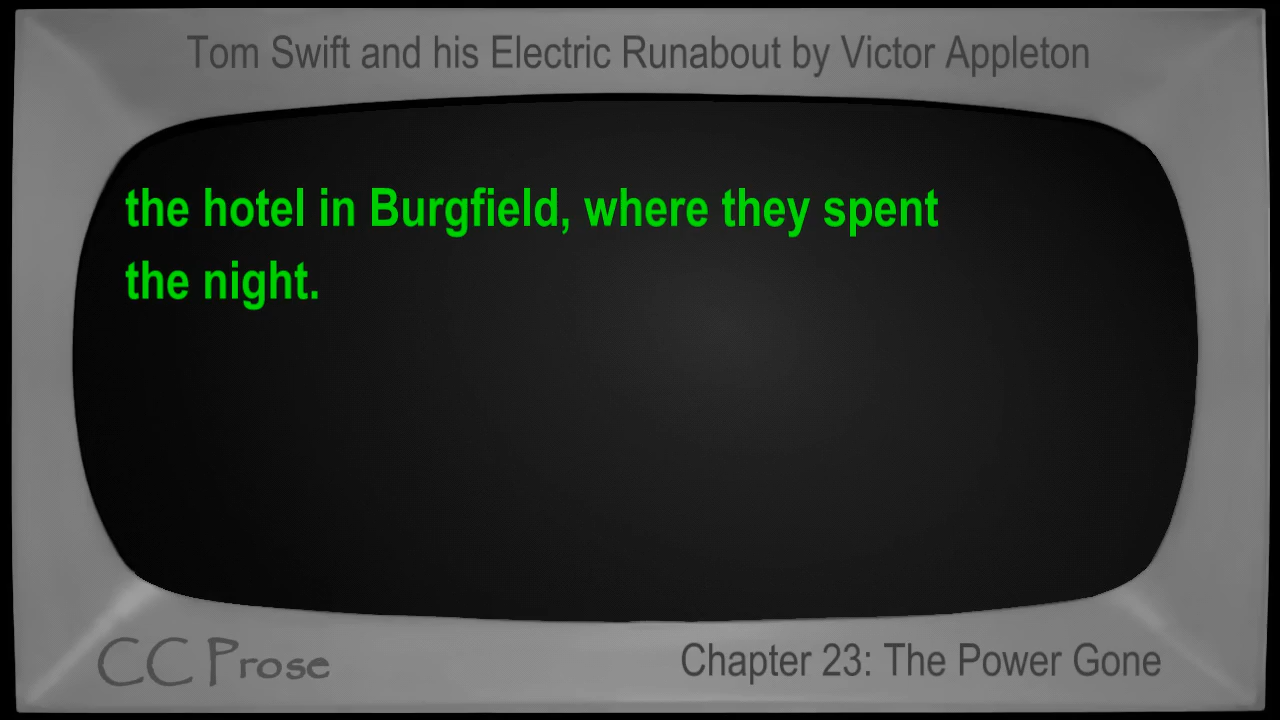 Tom Swift and his Electric Runabout by Victor Appleton
the hotel in Burgfield, where they spent
the night.
CC Prose
Chapter 23: The Power Gone